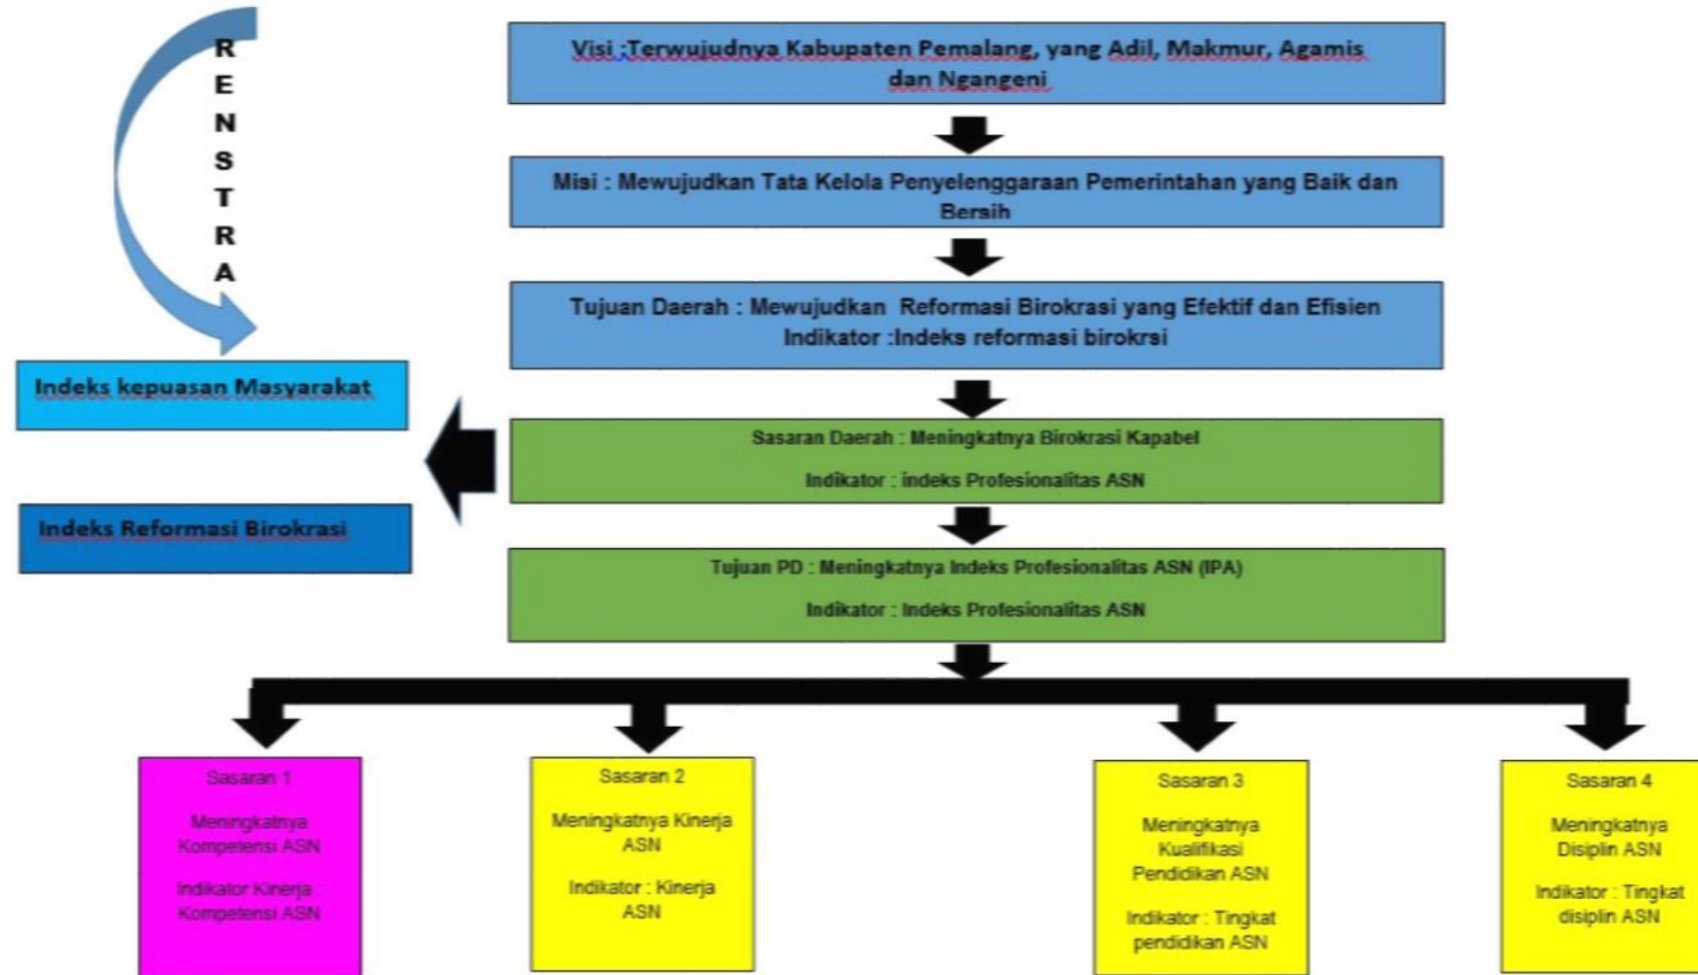 RENSTRA
Visi :Terwujudnya Kabupaten Pemalang, yang Adil, Makmur, Agamis
dan Ngangeni
Misi : Mewujudkan Tata Kelola Penyelenggaraan Pemerintahan yang Baik dan
Bersih
Tujuan Daerah : Mewujudkan Reformasi Birokrasi yang Efektif dan Efisien
Indikator :Indeks reformasi birokrsi
Indeks kepuasan Masyarakat
Sasaran Daerah : Meningkatnya Birokrasi Kapabel
Indikator : indeks Profesionalitas ASN
Indeks Reformasi Birokrasi
Tujuan PD : Meningkatnya Indeks Profesionalitas ASN (IPA)
Indikator : Indeks Profesionalitas ASN
Sasaran 1
Meningkatnya
Kompetensi ASN
Indikator Kinerja :
Kompetensi ASN
Sasaran 2
Meningkatnya Kinerja
ASN
Indikator : Kinerja
ASN
Sasaran 3
Meningkatnya
Kualifikasi
Pendidikan ASN
Indikator : Tingkat
pendidikan ASN
Sasaran 4
Meningkatnya
Disiplin ASN
Indikator : Tingkat
disiplin ASN